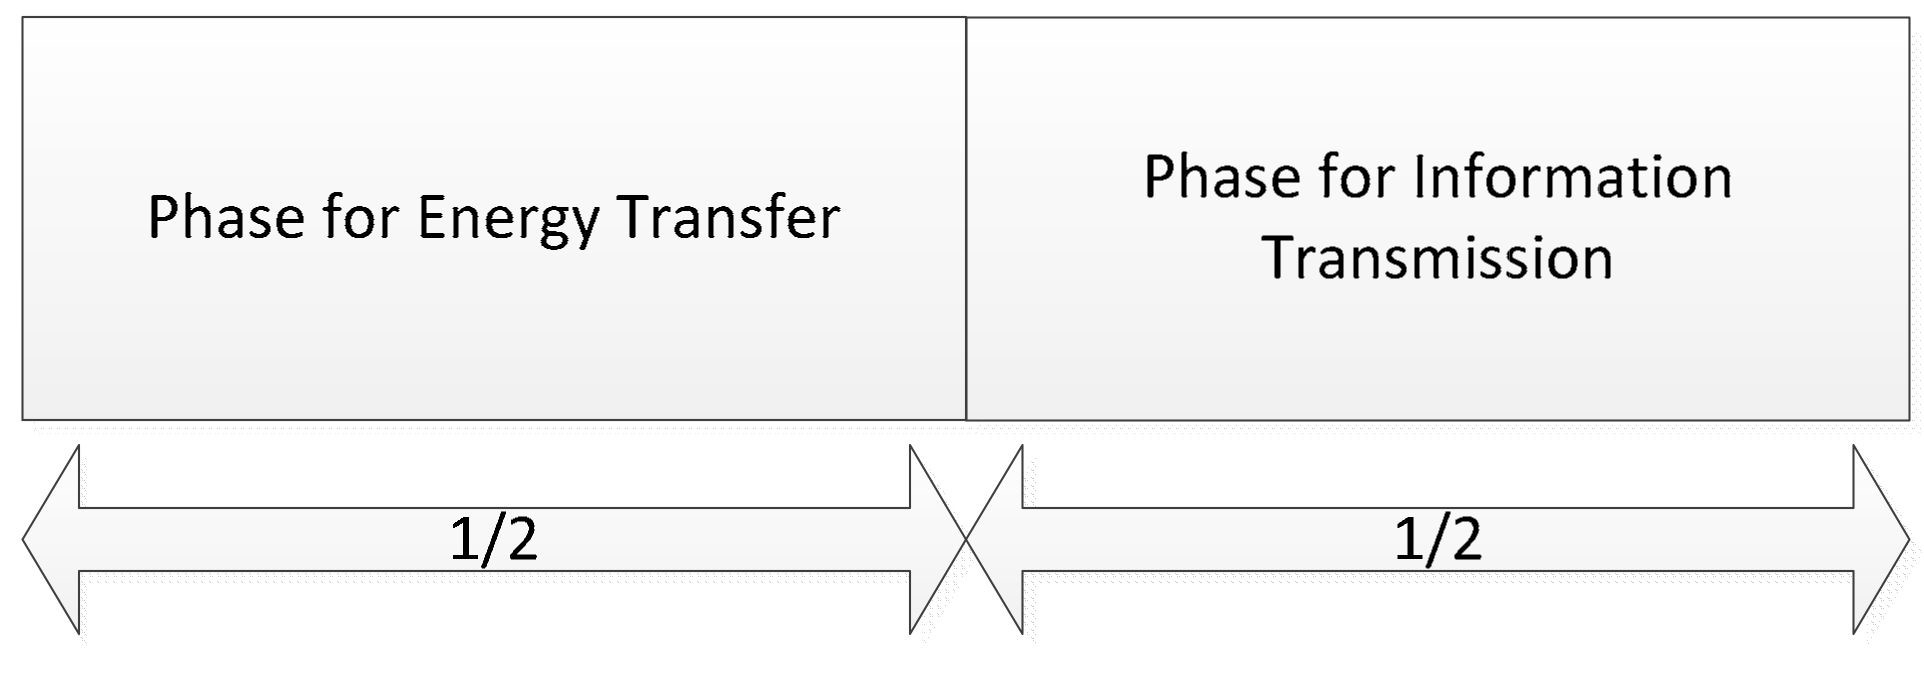 Phase for Energy Transfer
Phase for Information
Transmission
1/2
1/2